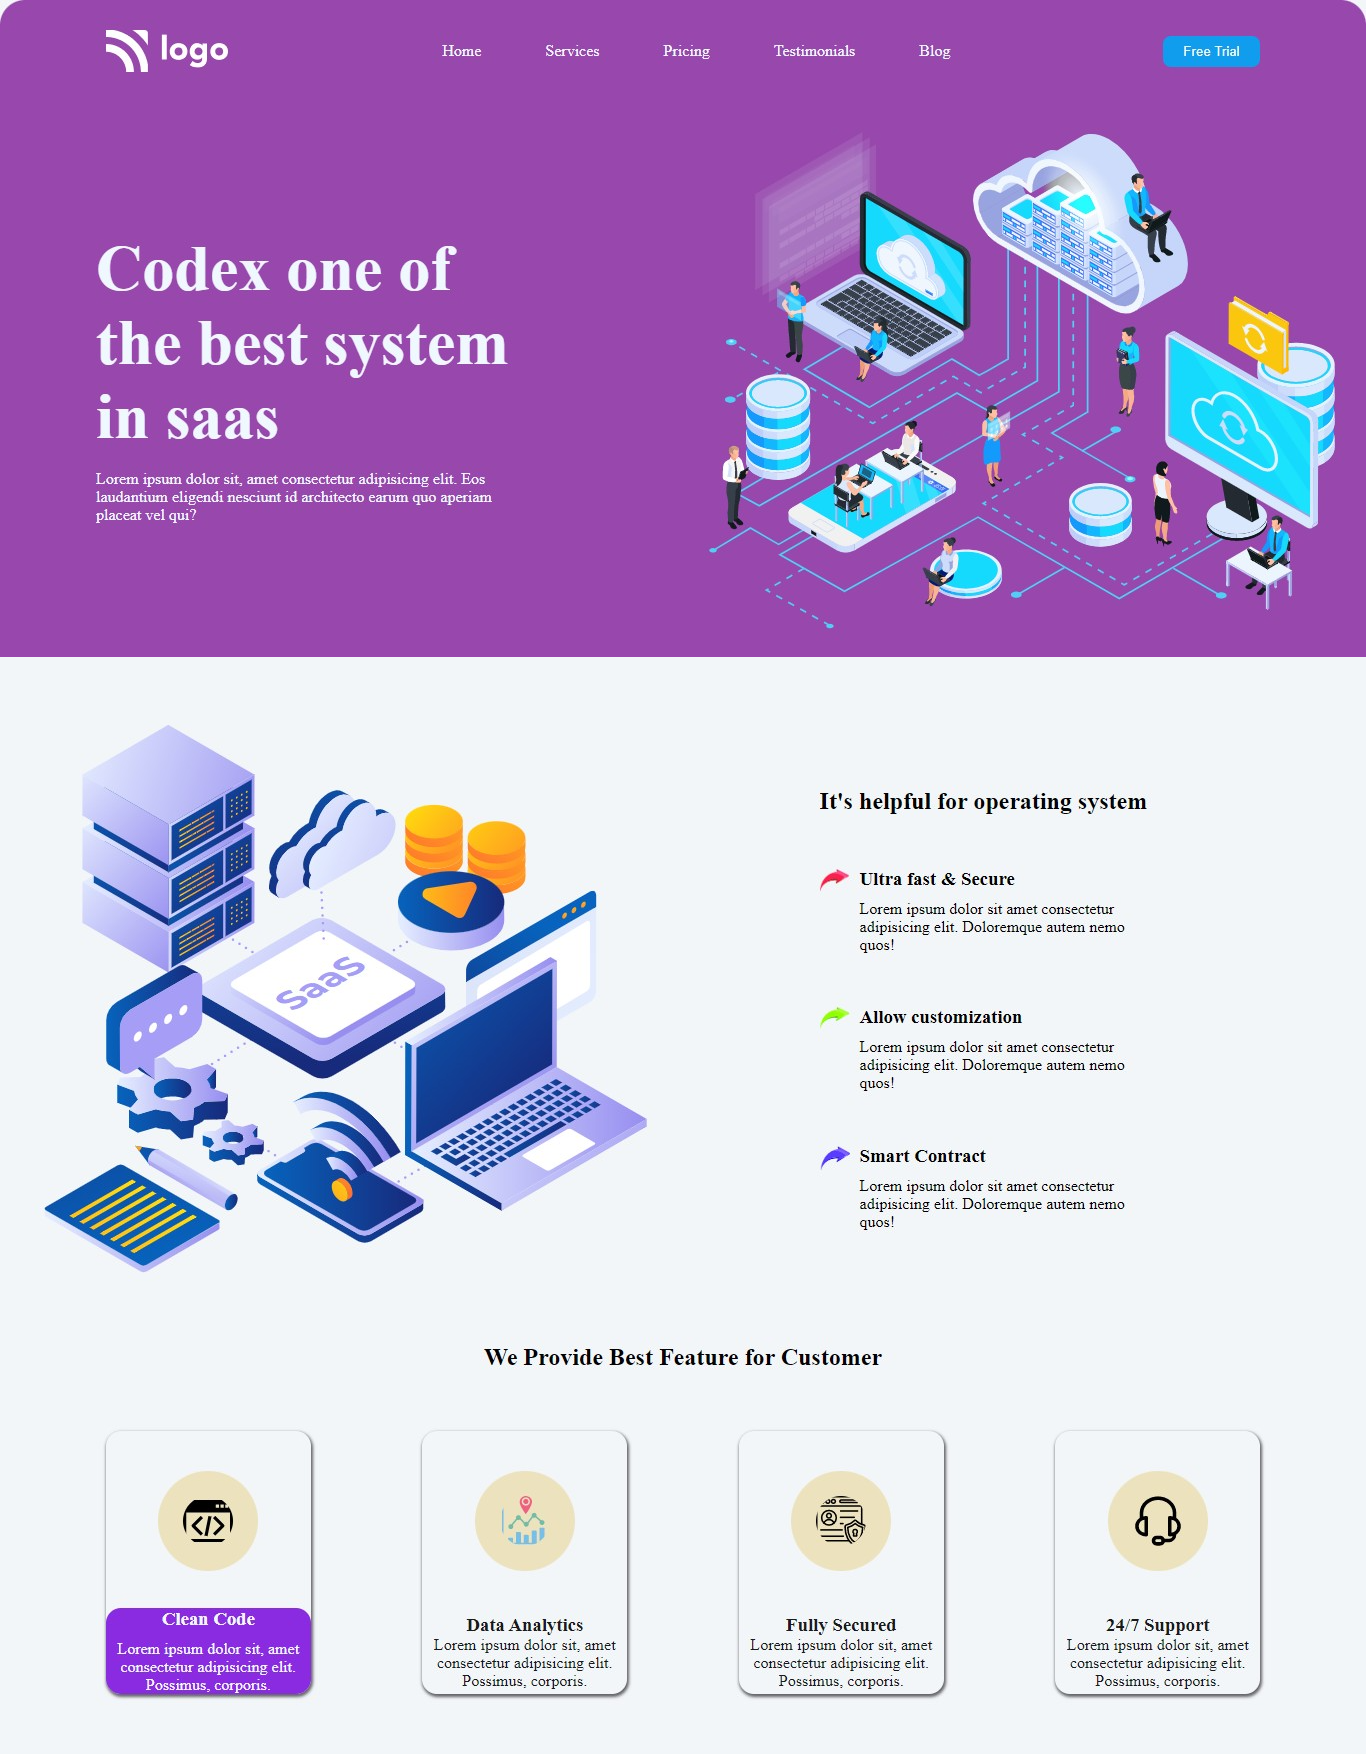 logo
Home Services Pricing Testimonials Blog
Free Trial
Codex one of
the best system
in saas
Lorem ipsum dolor sit, amet consectetur adipisicing elit. Eos
laudantium eligendi nesciunt id architecto earum quo aperiam
placeat vel qui?
SaaS
It's helpful for operating system
Ultra fast & Secure
Lorem ipsum dolor sit amet consectetur
adipisicing elit. Doloremque autem nemo
quos!
Allow customization
Lorem ipsum dolor sit amet consectetur
adipisicing elit. Doloremque autem nemo
quos!
Smart Contract
Lorem ipsum dolor sit amet consectetur
adipisicing elit. Doloremque autem nemo
quos!
We Provide Best Feature for Customer
Clean Code
Lorem ipsum dolor sit, amet
consectetur adipisicing elit.
Possimus, corporis.
Data Analytics
Lorem ipsum dolor sit, amet
consectetur adipisicing elit.
Possimus, corporis.
Fully Secured
Lorem ipsum dolor sit, amet
consectetur adipisicing elit.
Possimus, corporis.
24/7 Support
Lorem ipsum dolor sit, amet
consectetur adipisicing elit.
Possimus, corporis.